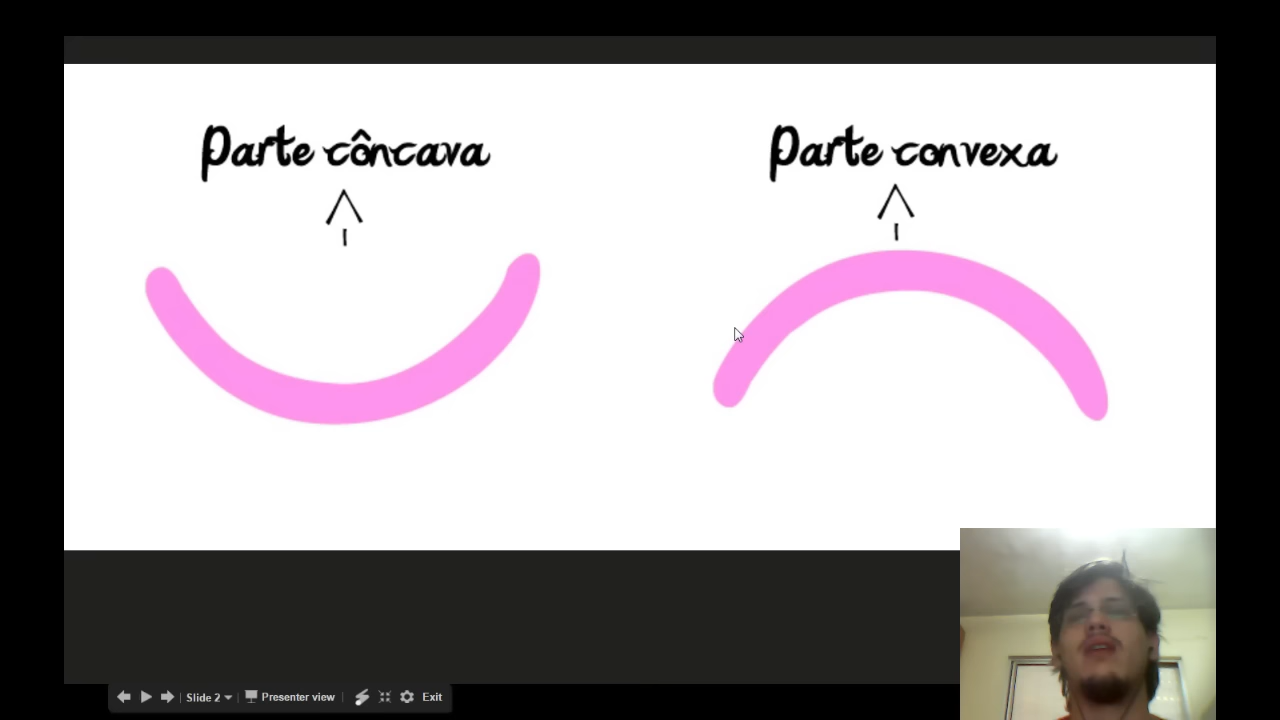 Parte côncava
Parte convexa
Slide 2
Presenter view
Exit